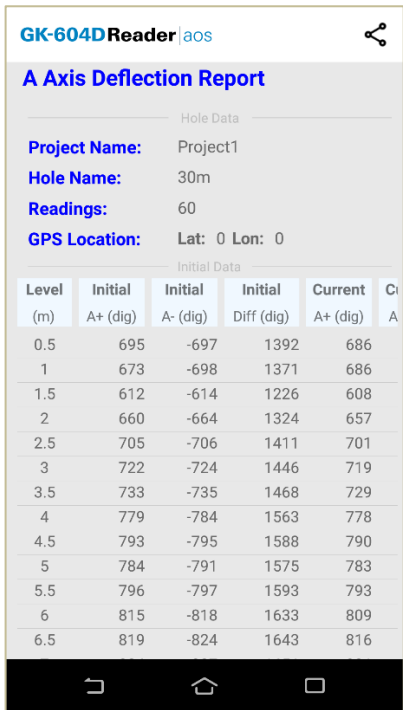 GK-604DReader|aos
A Axis Deflection Report
Hole Data
Project Name: Project1
Hole Name: 30m
Readings: 60
GPS Location: Lat: 0 Lon: 0
Initial Data
Level Initial Initial Initial Current
(m) A+ (dig) A- (dig) Diff (dig) A+ (dig) A
0.5 695 -697 1392 686
1 673 -698 1371 686
1.5 612 -614 1226 608
2 660 -664 1324 657
2.5 705 -706 1411 701
3 722 -724 1446 719
3.5 733 -735 1468 729
4 779 -784 1563 778
4.5 793 -795 1588 790
5 784 -791 1575 783
5.5 796 -797 1593 793
6 815 -818 1633 809
6.5 819 -824 1643 816